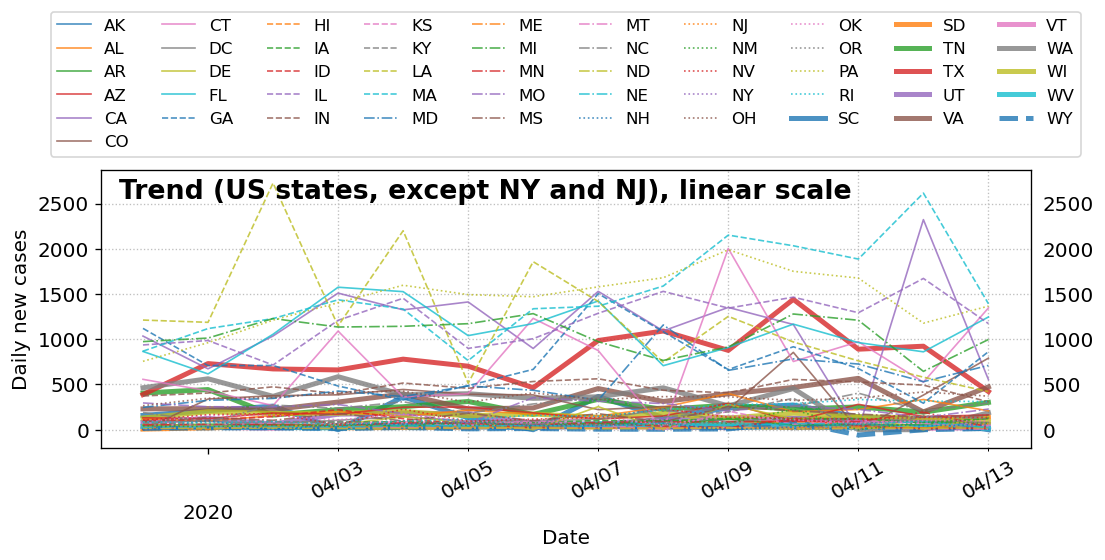 AK CT HI KS ME MT NJ OK SD VT
AL DC IA KY MI NC NM OR TN WA
AR DE ID LA MN ND NV PA TX WI
AZ FL IL MA MO NE NY RI UT WV
CA GA IN MD MS NH OH SC VA WY
CO
Trend (US states, except NY and NJ), linear scale
Daily new cases
2500 2500
2000 2000
1500 1500
1000 1000
500 500
0 0
04/03 04/05 04/07 04/09 04/11 04/13
2020
Date